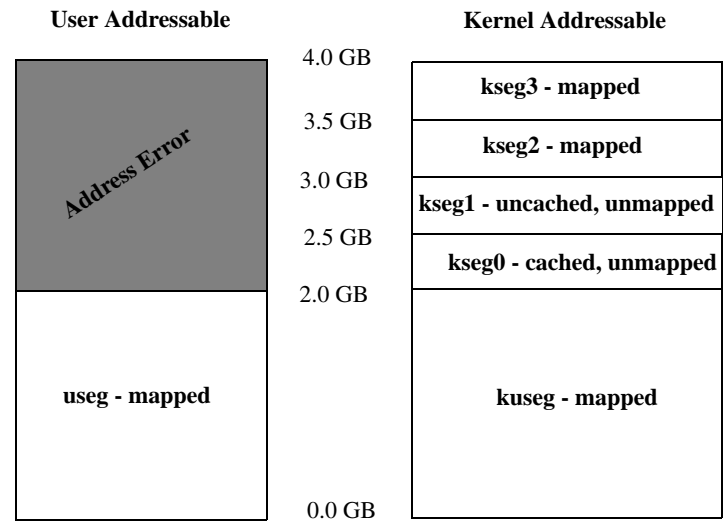 User Addressable
Kernel Addressable
4.0 GB
kseg3 - mapped
3.5 GB
kseg2 - mapped
Address Error
3.0 GB
kseg1 - uncached, unmapped
2.5 GB
kseg0 - cached, unmapped
2.0 GB
useg - mapped
kuseg - mapped
0.0 GB